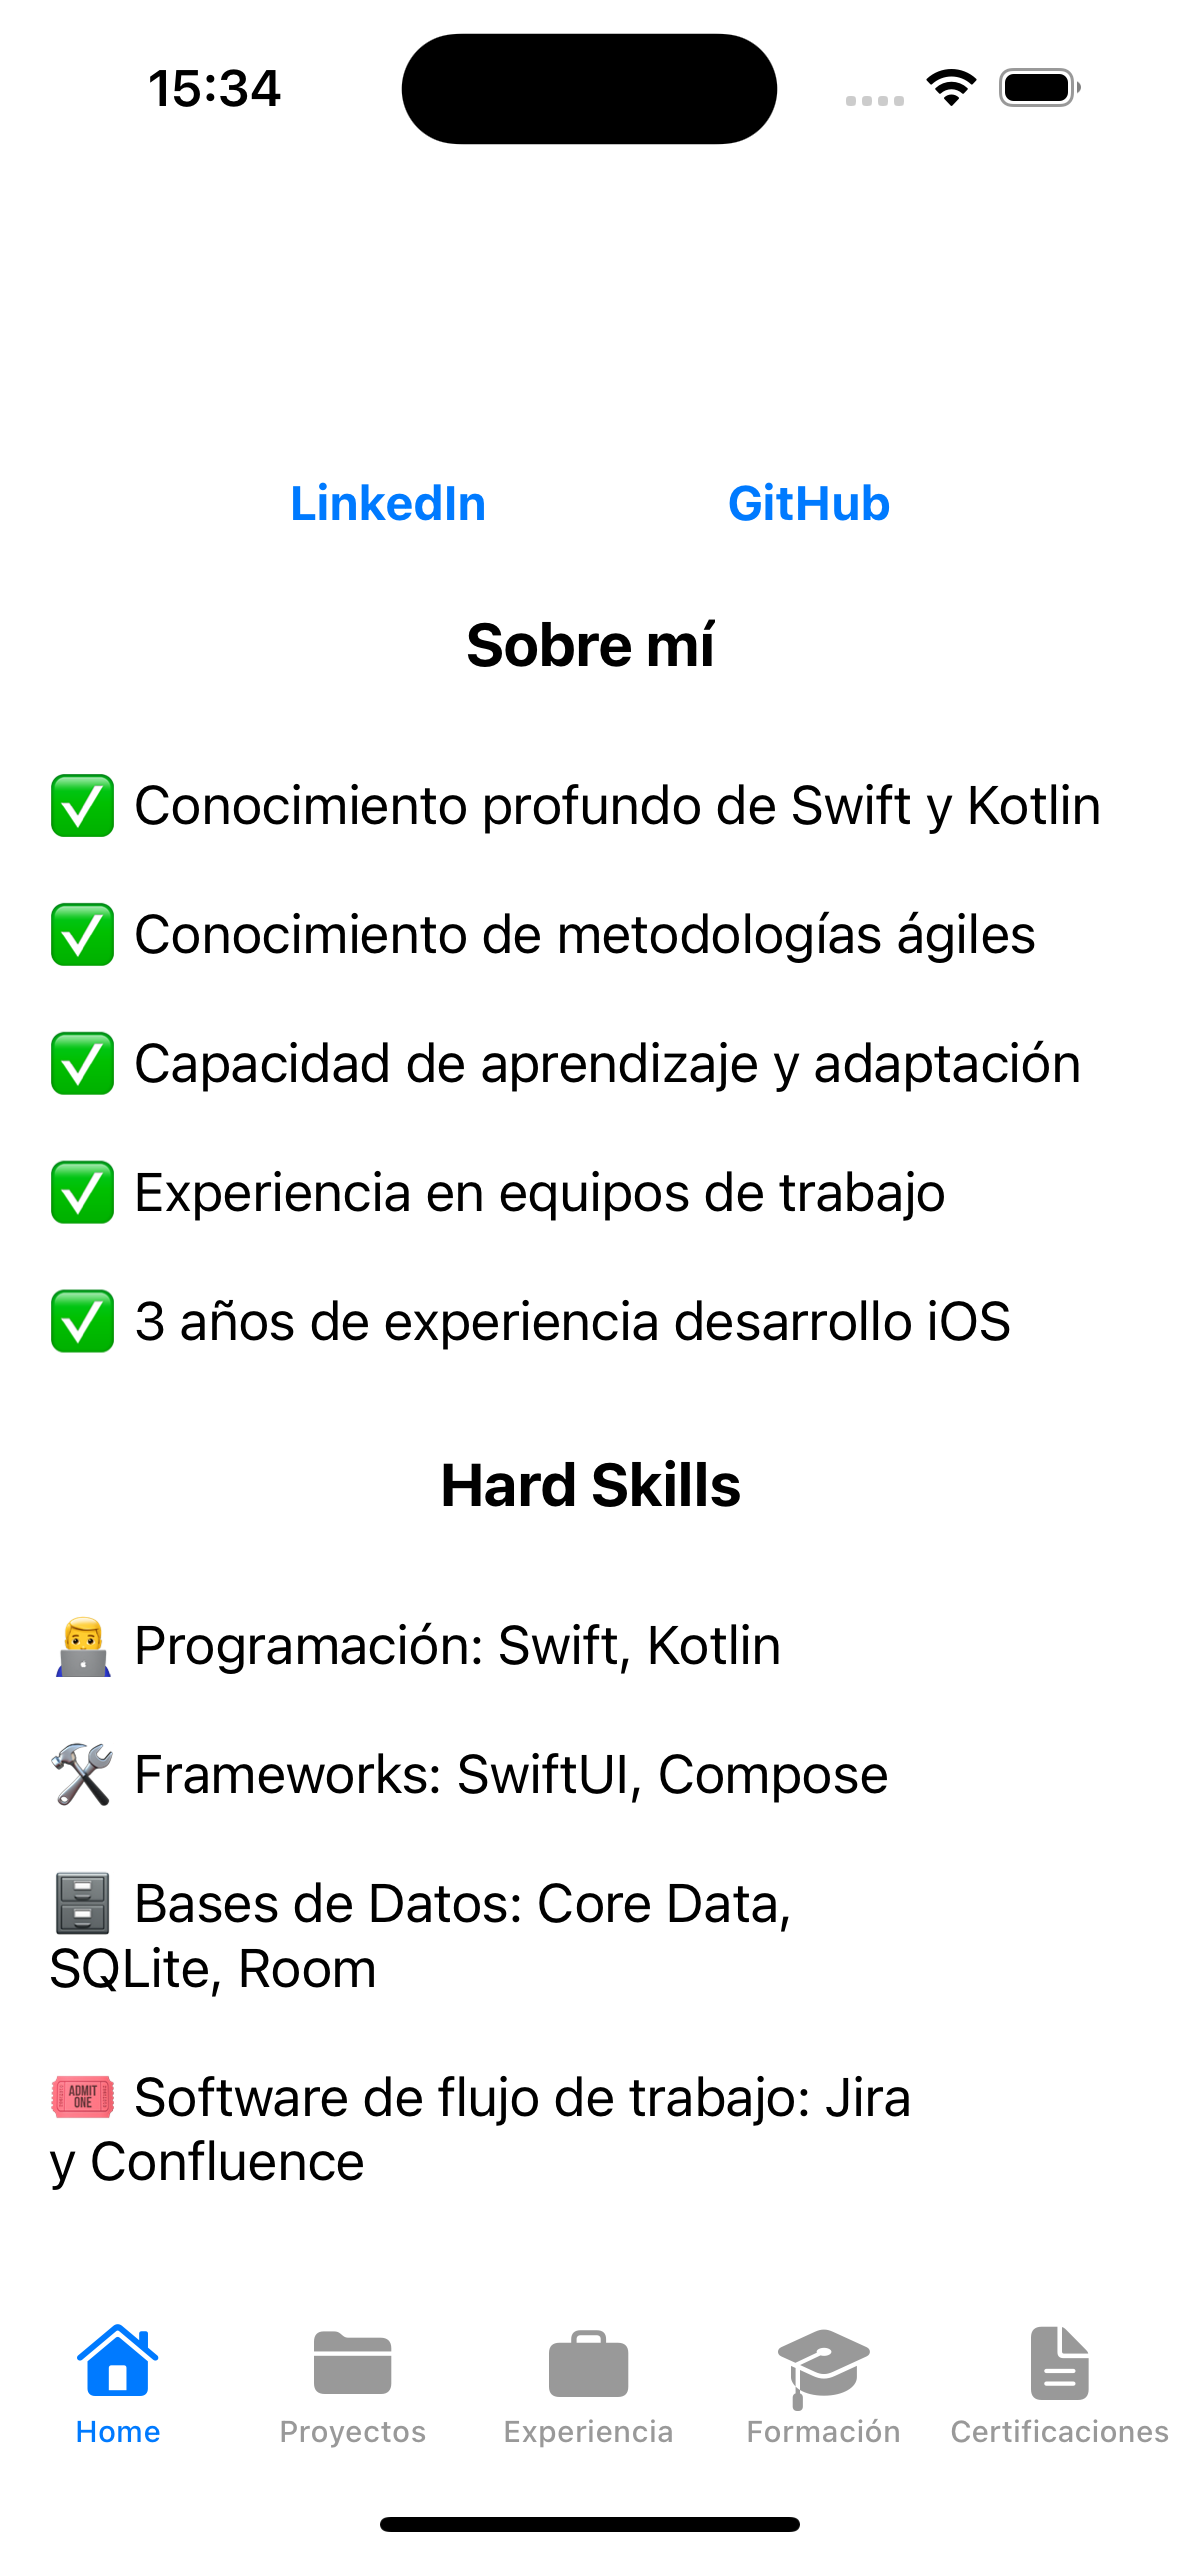 15:34
LinkedIn GitHub
Sobre mí
✅ Conocimiento profundo de Swift y Kotlin
✅ Conocimiento de metodologías ágiles
✅ Capacidad de aprendizaje y adaptación
✅ Experiencia en equipos de trabajo
✅ 3 años de experiencia desarrollo iOS
Hard Skills
👨‍💻 Programación: Swift, Kotlin
🛠️ Frameworks: SwiftUI, Compose
🗄️ Bases de Datos: Core Data,
SQLite, Room
🎟️ Software de flujo de trabajo: Jira
y Confluence
Home Proyectos Experiencia Formación Certificaciones